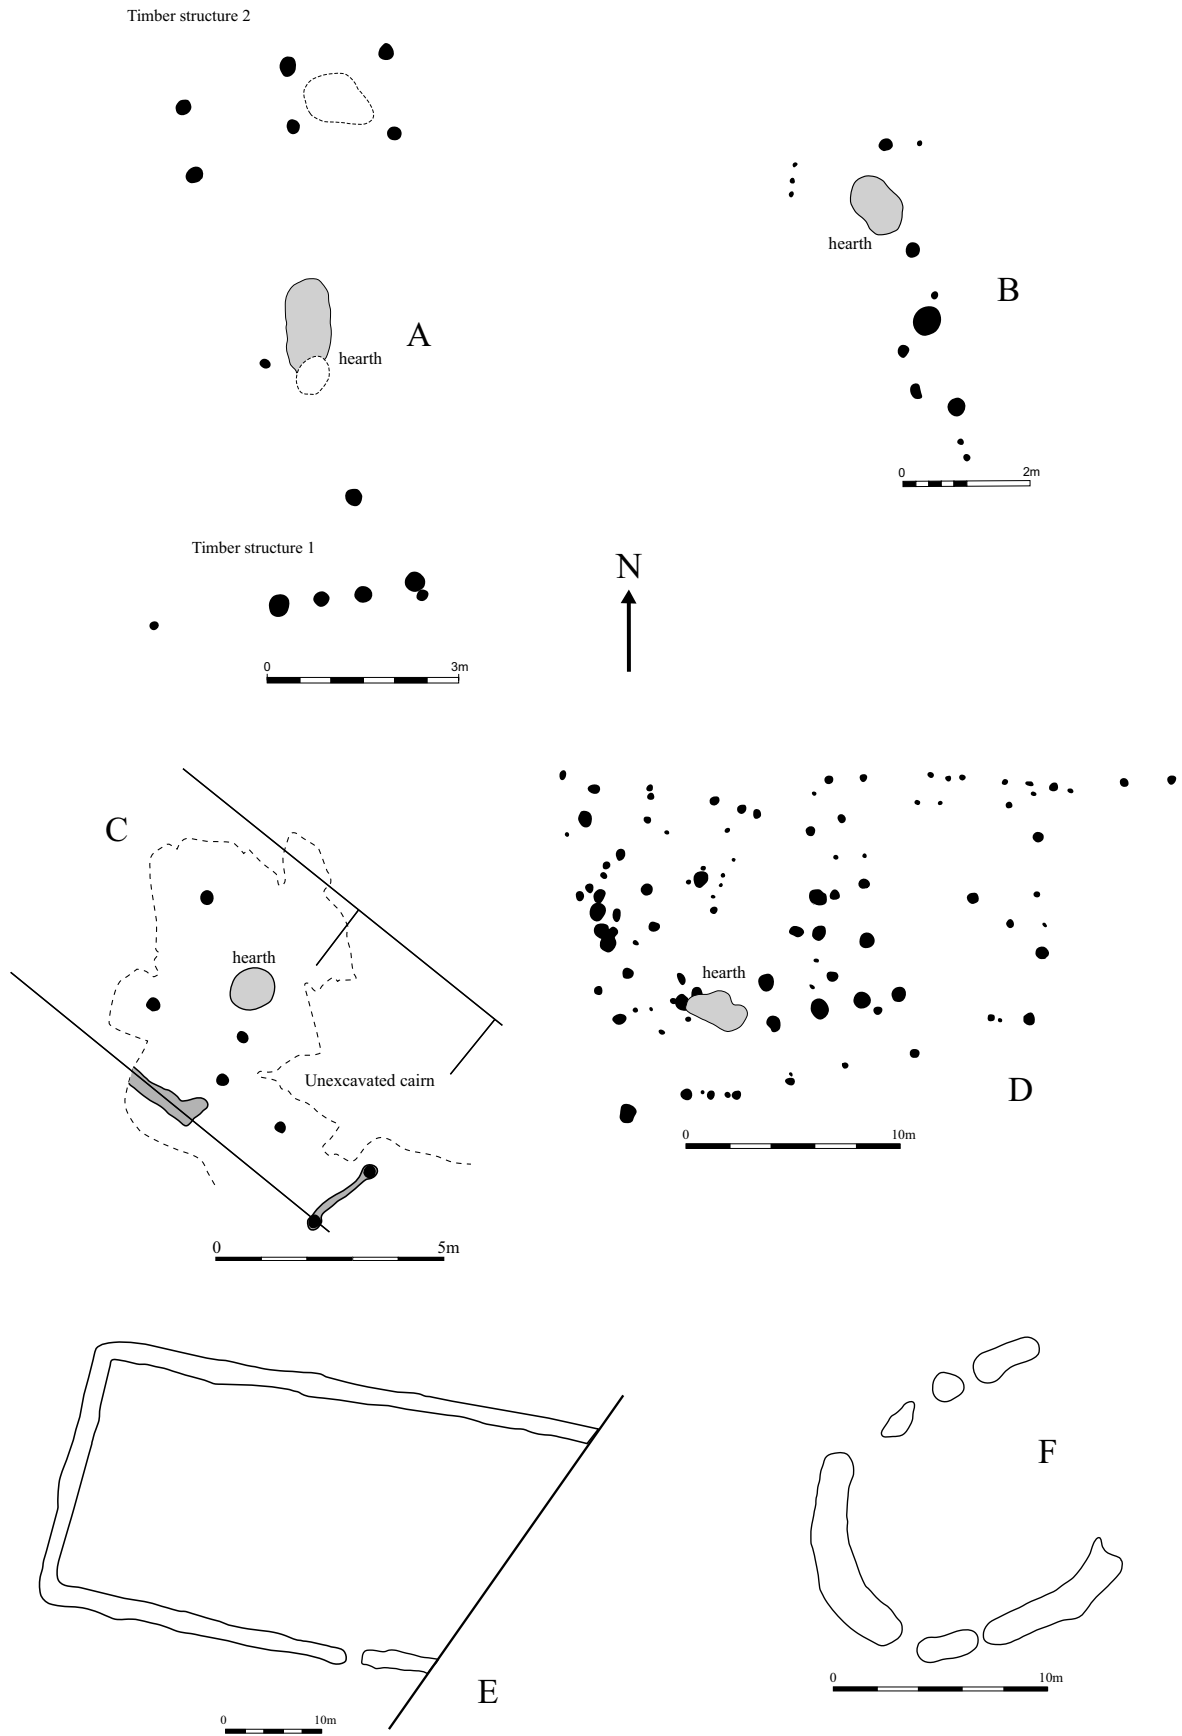 Timber structure 2
hearth
A
hearth
B
0 2m
Timber structure 1
N
0 3m
C
hearth
Unexcavated cairn
0 5m
hearth
D
0 10m
E
0 10m
F
0 10m